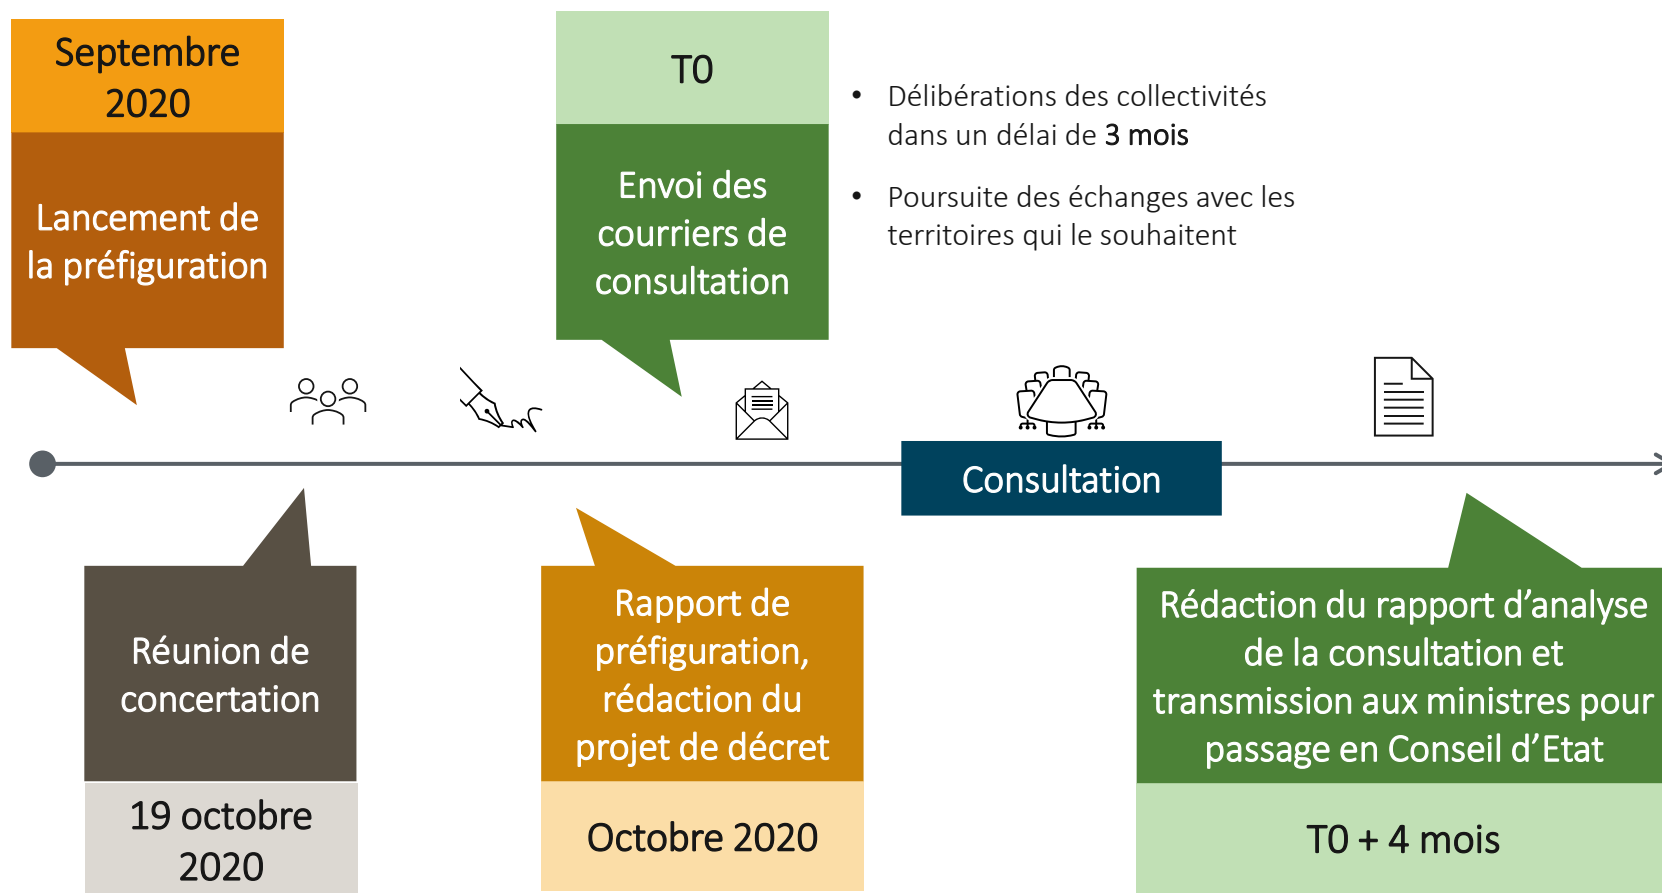 Septembre
2020
Lancement de
la préfiguration
T0
Envoi des
courriers de
consultation
• Délibérations des collectivités
dans un délai de 3 mois
• Poursuite des échanges avec les
territoires qui le souhaitent
Consultation
Réunion de
concertation
19 octobre
2020
Rapport de
préfiguration,
rédaction du
projet de décret
Octobre 2020
Rédaction du rapport d’analyse
de la consultation et
transmission aux ministres pour
passage en Conseil d’Etat
T0 + 4 mois